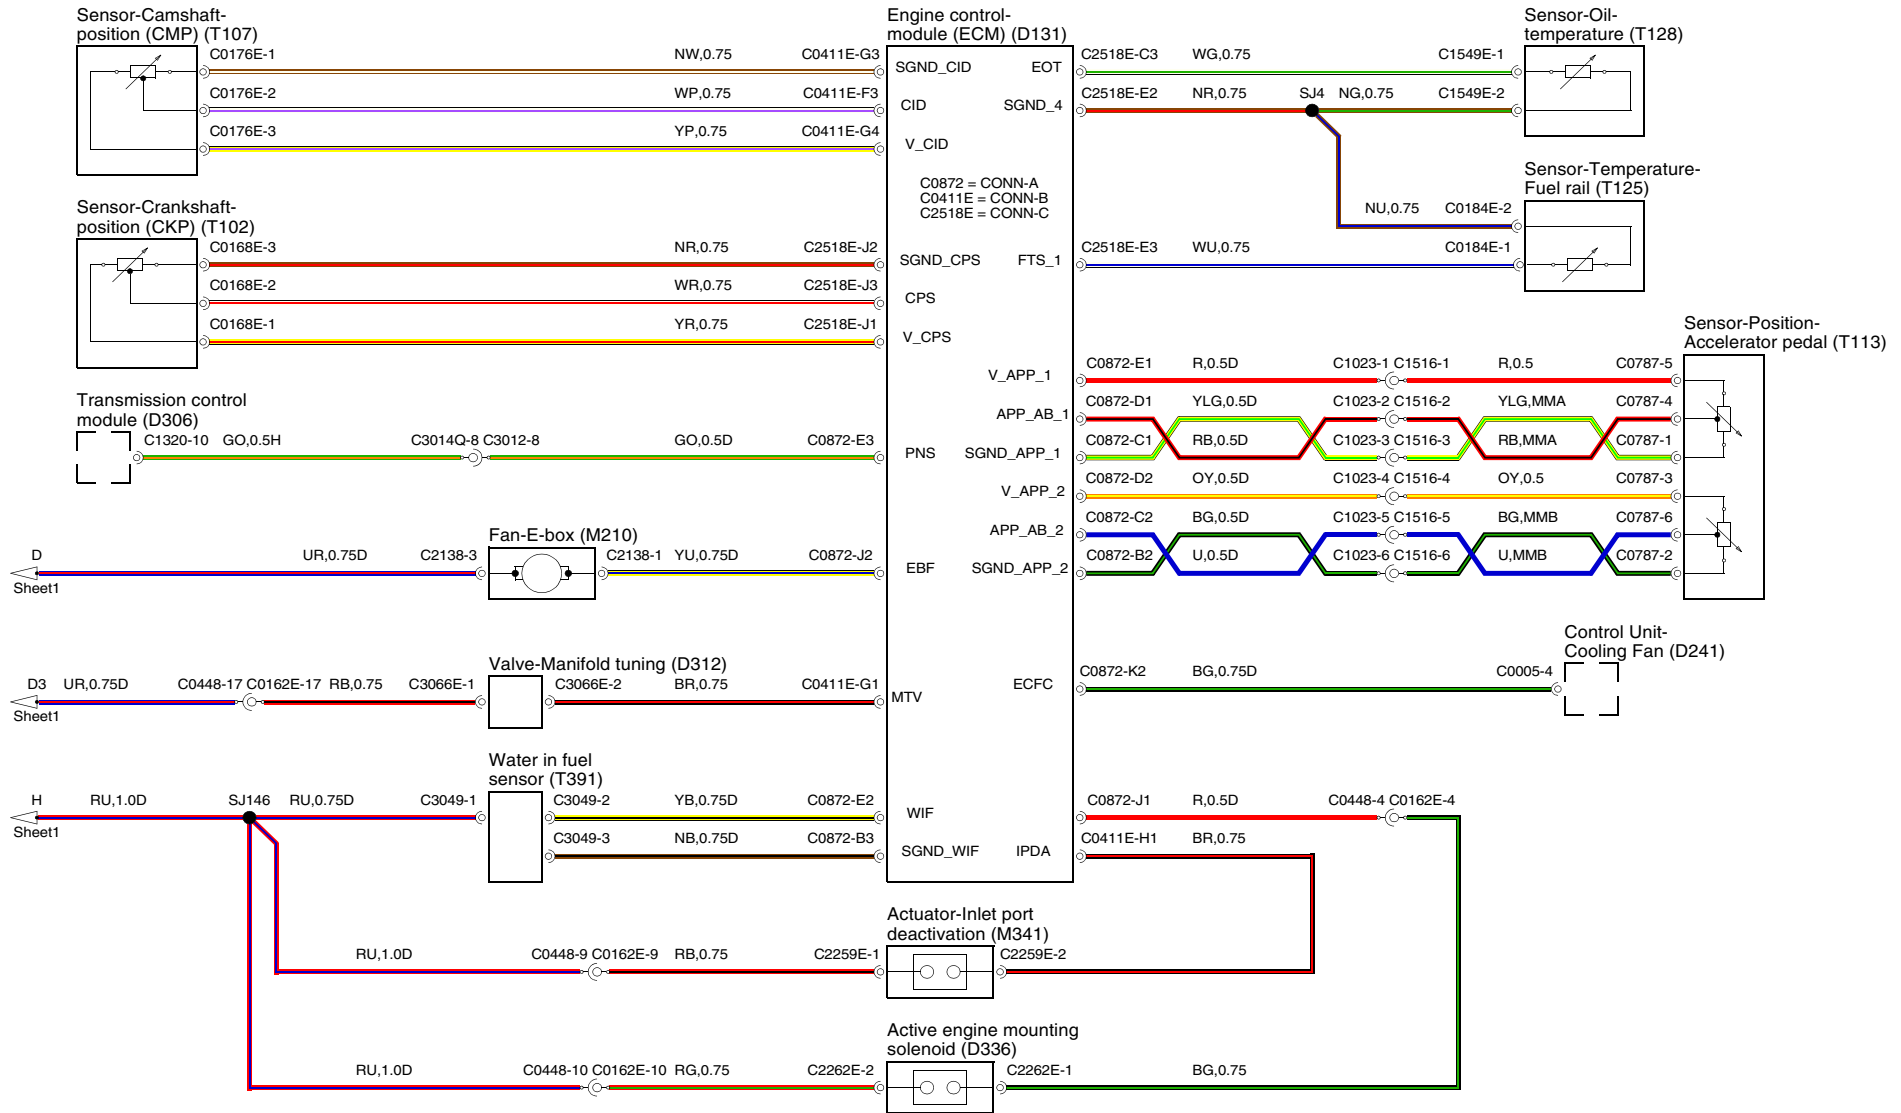 Sensor-Camshaft-
position (CMP) (T107)
C0176E-1 NW,0.75 C0411E-G3
C0176E-2 WP,0.75 C0411E-F3
C0176E-3 YP,0.75 C0411E-G4
Sensor-Crankshaft-
position (CKP) (T102)
C0168E-3 NR,0.75 C2518E-J2
C0168E-2 WR,0.75 C2518E-J3
C0168E-1 YR,0.75 C2518E-J1
Transmission control
module (D306)
C1320-10 GO,0.5H C3014Q-8 C3012-8 GO,0.5D C0872-E3
Fan-E-box (M210)
D UR,0.75D C2138-3 C2138-1 YU,0.75D C0872-J2
Sheet1
Valve-Manifold tuning (D312)
D3 UR,0.75D C0448-17 C0162E-17 RB,0.75 C3066E-1 C3066E-2 BR,0.75 C0411E-G1
Sheet1
Water in fuel
sensor (T391)
H RU,1.0D SJ146 RU,0.75D C3049-1 C3049-2 YB,0.75D C0872-E2
Sheet1
C3049-3 NB,0.75D C0872-B3
Engine control-
module (ECM) (D131)
SGND_CID EOT
CID SGND_4
V_CID
C0872 = CONN-A
C0411E = CONN-B
C2518E = CONN-C
SGND_CPS FTS_1
CPS
V_CPS
V_APP_1
APP_AB_1
PNS SGND_APP_1
V_APP_2
APP_AB_2
EBF SGND_APP_2
MTV ECFC
WIF
SGND_WIF IPDA
Sensor-Oil-
temperature (T128)
C2518E-C3 WG,0.75 C1549E-1
C2518E-E2 NR,0.75 SJ4 NG,0.75 C1549E-2
Sensor-Temperature-
Fuel rail (T125)
NU,0.75 C0184E-2
C2518E-E3 WU,0.75 C0184E-1
Sensor-Position-
Accelerator pedal (T113)
C0872-E1 R,0.5D C1023-1 C1516-1 R,0.5 C0787-5
C0872-D1 YLG,0.5D C1023-2 C1516-2 YLG,MMA C0787-4
C0872-C1 RB,0.5D C1023-3 C1516-3 RB,MMA C0787-1
C0872-D2 OY,0.5D C1023-4 C1516-4 OY,0.5 C0787-3
C0872-C2 BG,0.5D C1023-5 C1516-5 BG,MMB C0787-6
C0872-B2 U,0.5D C1023-6 C1516-6 U,MMB C0787-2
Control Unit-
Cooling Fan (D241)
C0872-K2 BG,0.75D C0005-4
C0872-J1 R,0.5D C0448-4 C0162E-4
C0411E-H1 BR,0.75
Actuator-Inlet port
deactivation (M341)
RU,1.0D C0448-9 C0162E-9 RB,0.75 C2259E-1 C2259E-2
Active engine mounting
solenoid (D336)
RU,1.0D C0448-10 C0162E-10 RG,0.75 C2262E-2 C2262E-1 BG,0.75